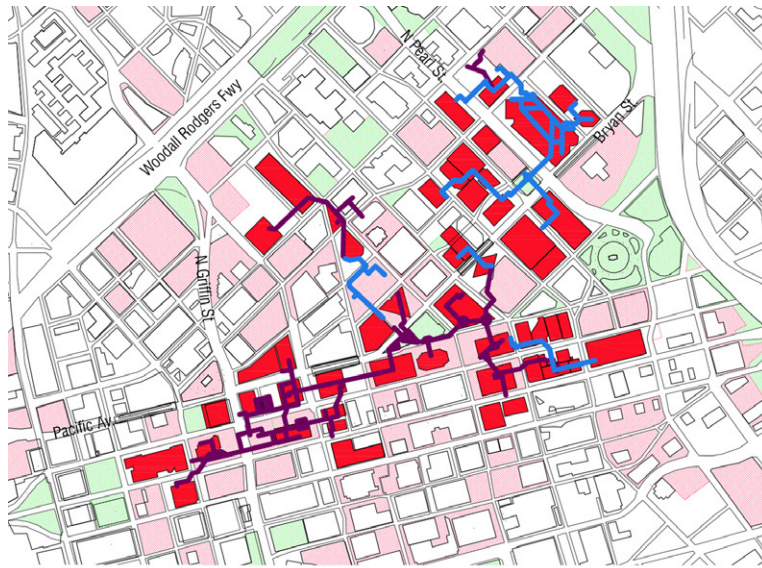 N Pearl St.
Woodall Rodgers Fwy
Bryan St.
N Griffin St.
Pacific Av.